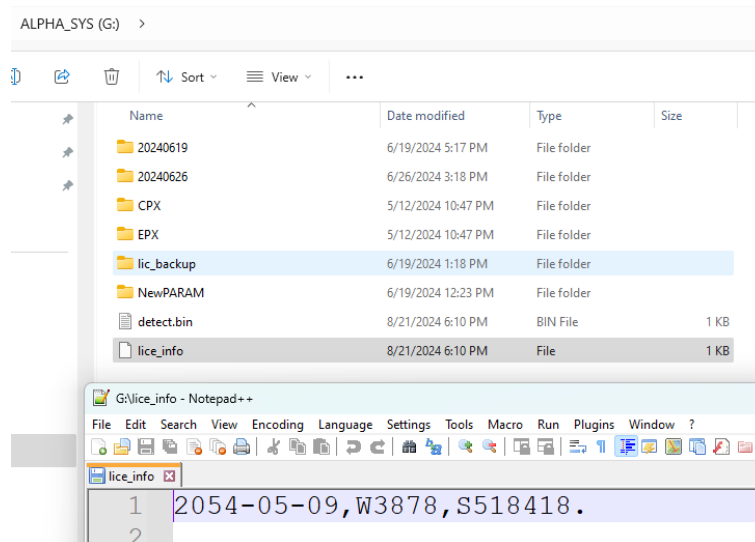 ALPHA_SYS (G:) >
Sort View ...
Name Date modified Type Size
20240619 6/19/2024 5:17 PM File folder
20240626 6/26/2024 3:18 PM File folder
CPX 5/12/2024 10:47 PM File folder
EPX 5/12/2024 10:47 PM File folder
lic_backup 6/19/2024 1:18 PM File folder
NewPARAM 6/19/2024 12:23 PM File folder
detect.bin 8/21/2024 6:10 PM BIN File 1 KB
lice_info 8/21/2024 6:10 PM File 1 KB
G:\lice_info - Notepad++
File Edit Search View Encoding Language Settings Tools Macro Run Plugins Window ?
lice_info
1 2054-05-09,W3878,S518418.
2